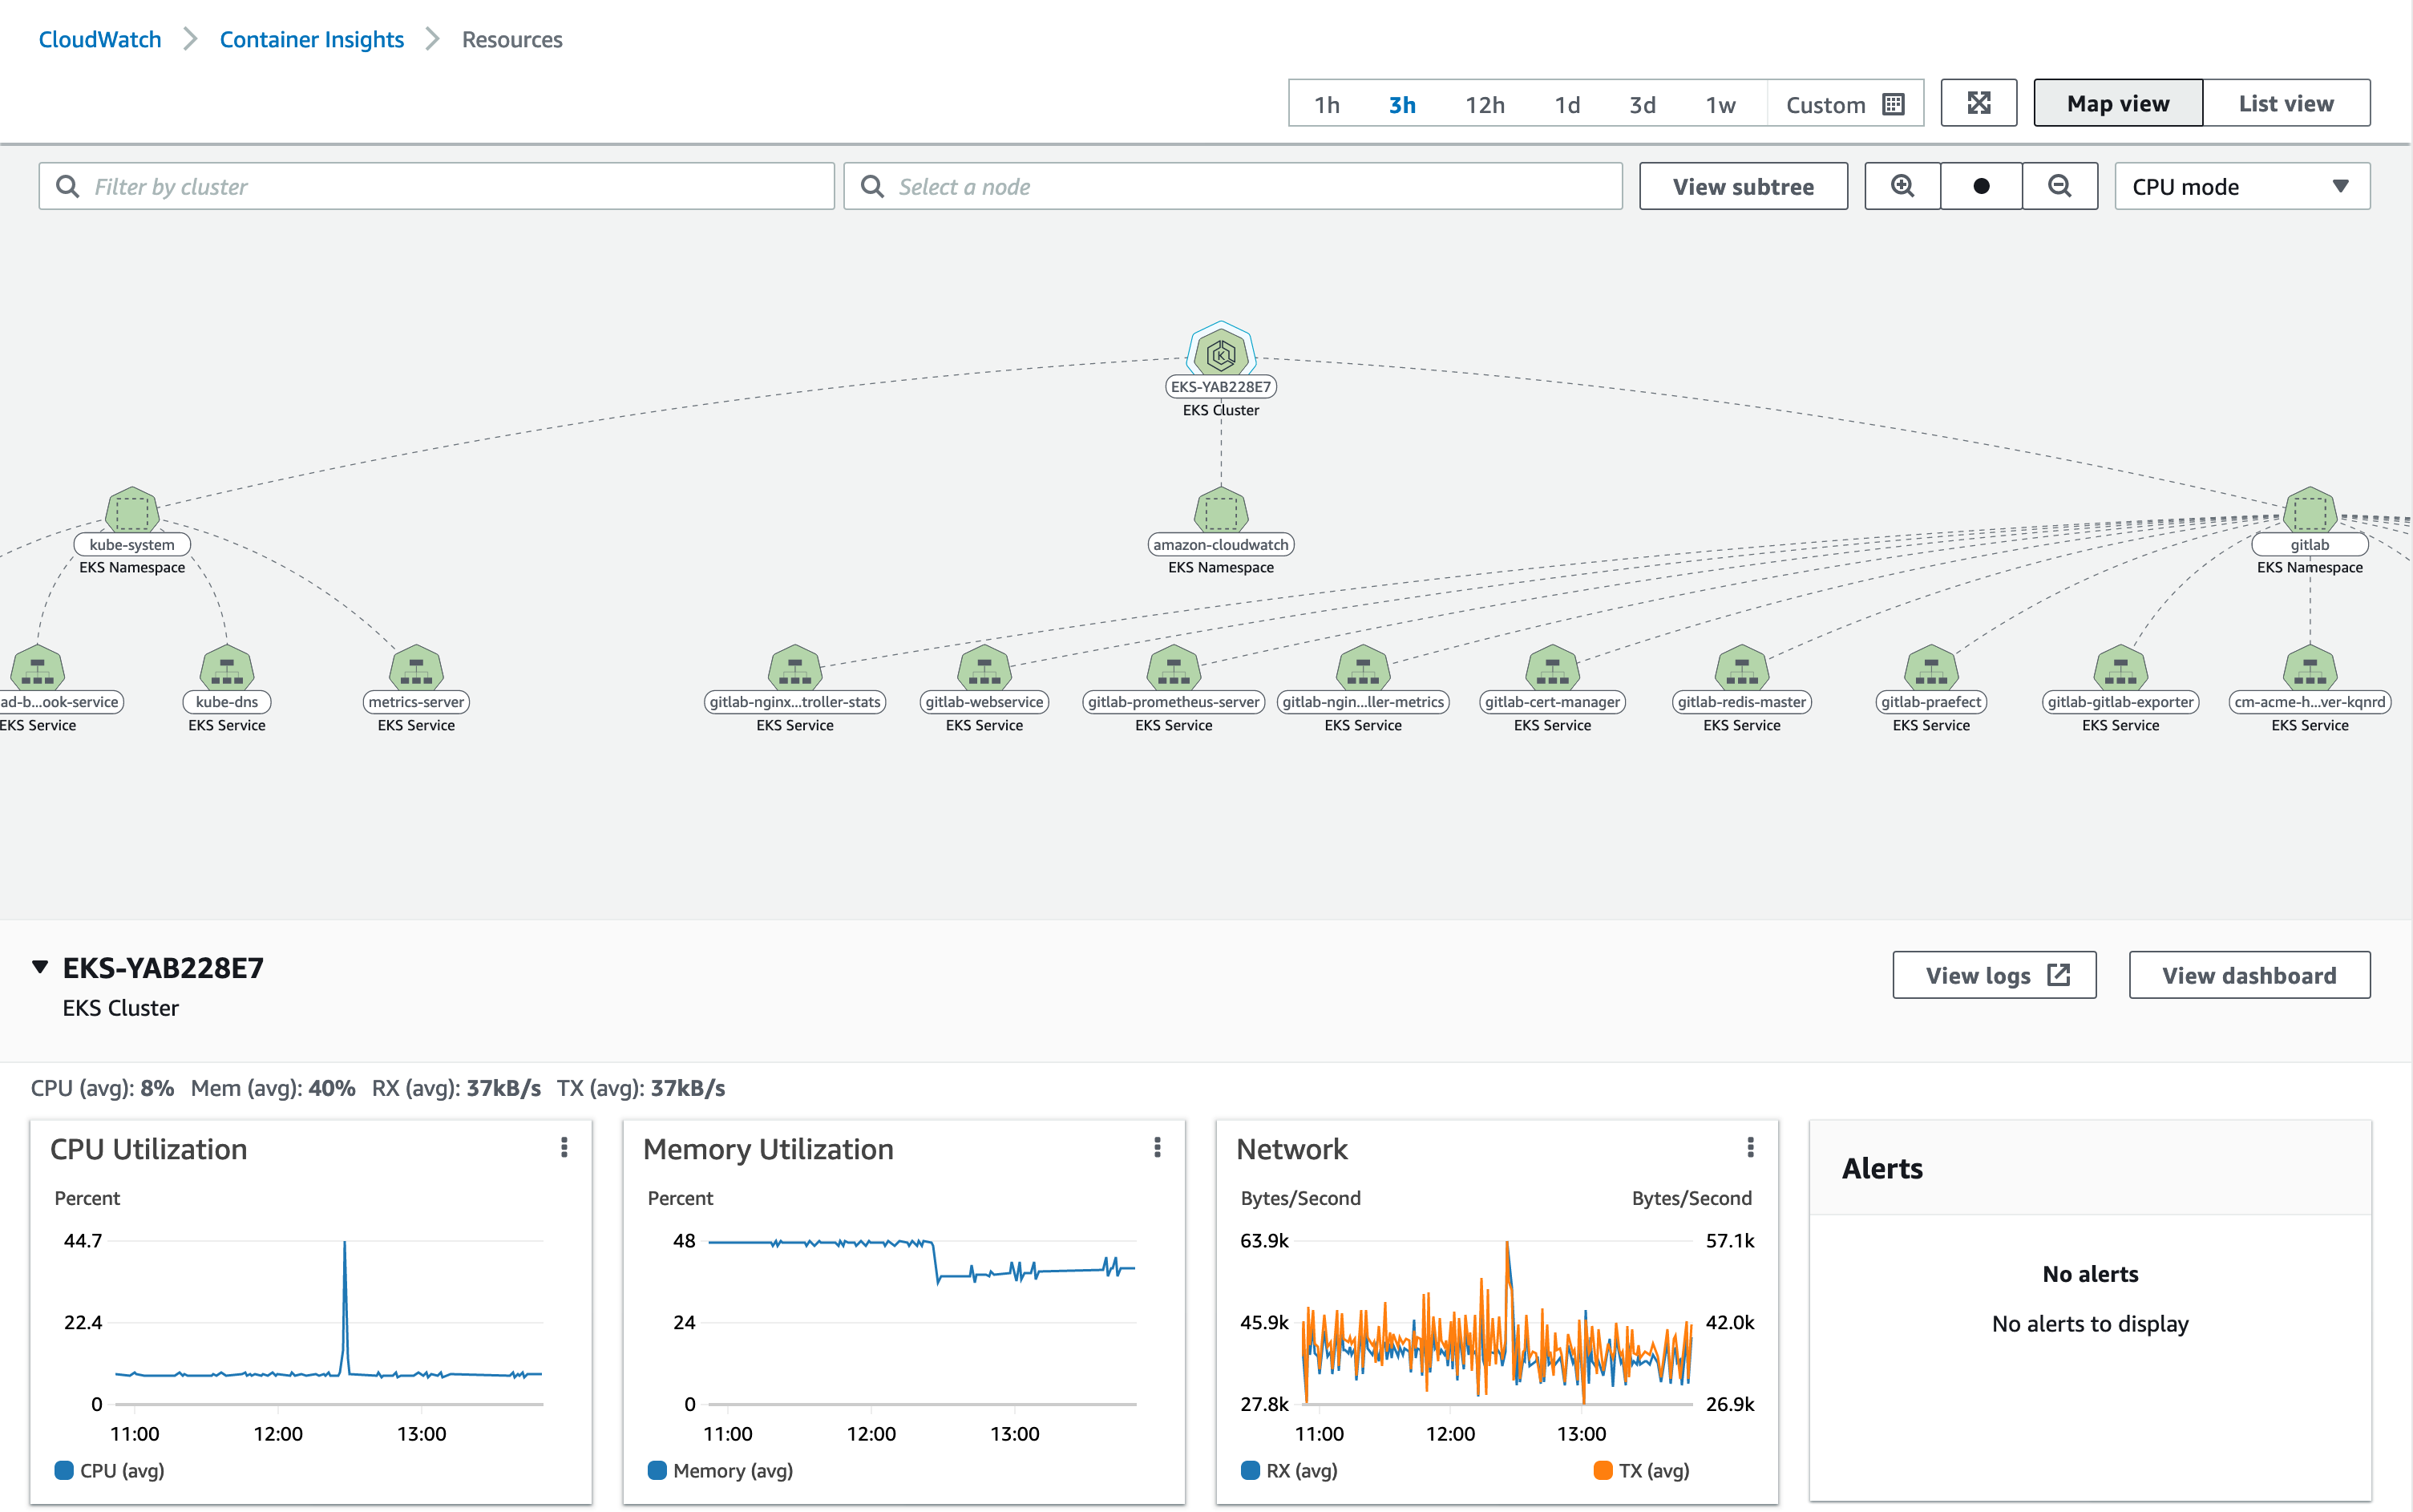 CloudWatch > Container Insights > Resources
1h 3h 12h 1d 3d 1w Custom
Map view List view
Filter by cluster
Select a node
View subtree
CPU mode
EKS-YAB228E7
EKS Cluster
kube-system
EKS Namespace
amazon-cloudwatch
EKS Namespace
gitlab
EKS Namespace
ad-b...ook-service
EKS Service
kube-dns
EKS Service
metrics-server
EKS Service
gitlab-nginx...troller-stats
EKS Service
gitlab-webservice
EKS Service
gitlab-prometheus-server
EKS Service
gitlab-ngin...ller-metrics
EKS Service
gitlab-cert-manager
EKS Service
gitlab-redis-master
EKS Service
gitlab-praefect
EKS Service
gitlab-gitlab-exporter
EKS Service
cm-acme-h...ver-kqnrd
EKS Service
EKS-YAB228E7
EKS Cluster
View logs
View dashboard
CPU (avg): 8% Mem (avg): 40% RX (avg): 37kB/s TX (avg): 37kB/s
CPU Utilization
Percent
44.7
22.4
0
11:00 12:00 13:00
CPU (avg)
Memory Utilization
Percent
48
24
0
11:00 12:00 13:00
Memory (avg)
Network
Bytes/Second Bytes/Second
63.9k 57.1k
45.9k 42.0k
27.8k 26.9k
11:00 12:00 13:00
RX (avg) TX (avg)
Alerts
No alerts
No alerts to display